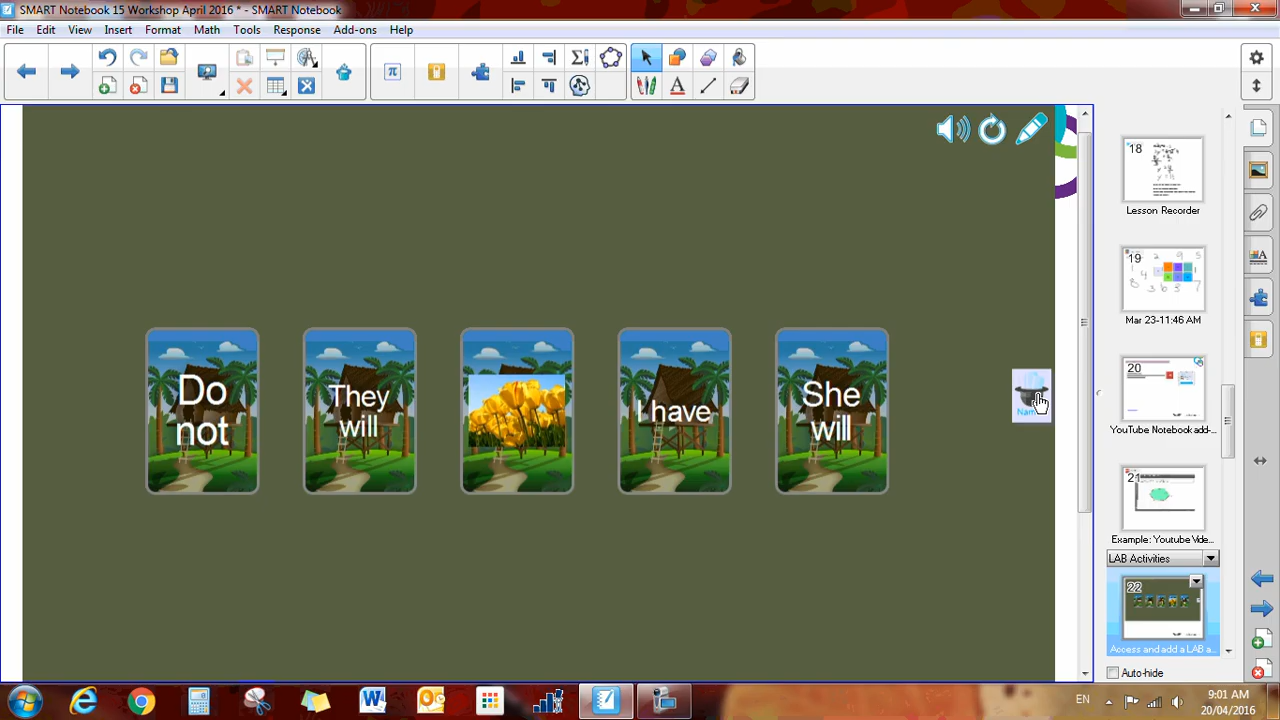 SMART Notebook 15 Workshop April 2016 * - SMART Notebook
File Edit View Insert Format Math Tools Response Add-ons Help
Do
not
They
will
I have
She
will
18
Lesson Recorder
19
Mar 23-11:46 AM
20
YouTube Notebook add-...
21
Example: Youtube Vide...
LAB Activities
22
Access and add a LAB a...
Auto-hide
EN
9:01 AM
20/04/2016